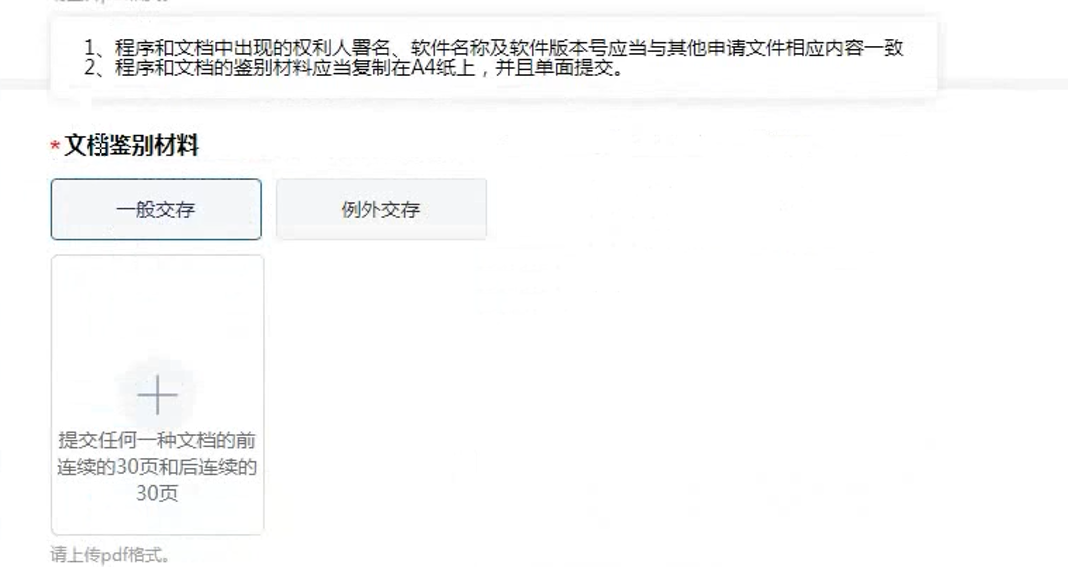 1、程序和文档中出现的权利人署名、软件名称及软件版本号应当与其他申请文件相应内容一致
2、程序和文档的鉴别材料应当复制在A4纸上，并且单面提交。
*文档鉴别材料
一般交存 例外交存
提交任何一种文档的前
连续的30页和后连续的
30页
请上传pdf格式。